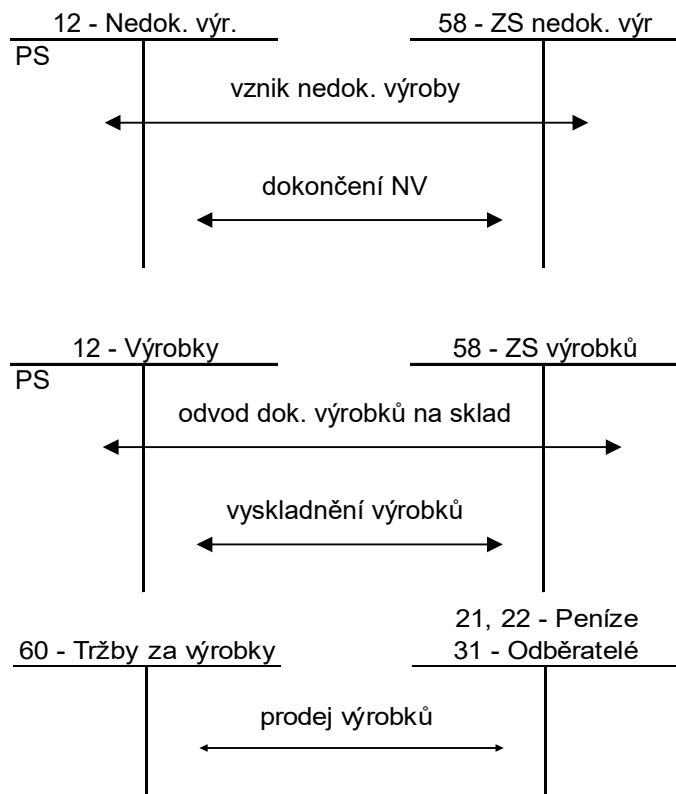 12 - Nedok. výr.
58 - ZS nedok. výr
PS
vznik nedok. výroby
dokončení NV
12 - Výrobky
58 - ZS výrobků
PS
odvod dok. výrobků na sklad
vyskladnění výrobků
21, 22 - Peníze
60 - Tržby za výrobky
31 - Odběratelé
prodej výrobků